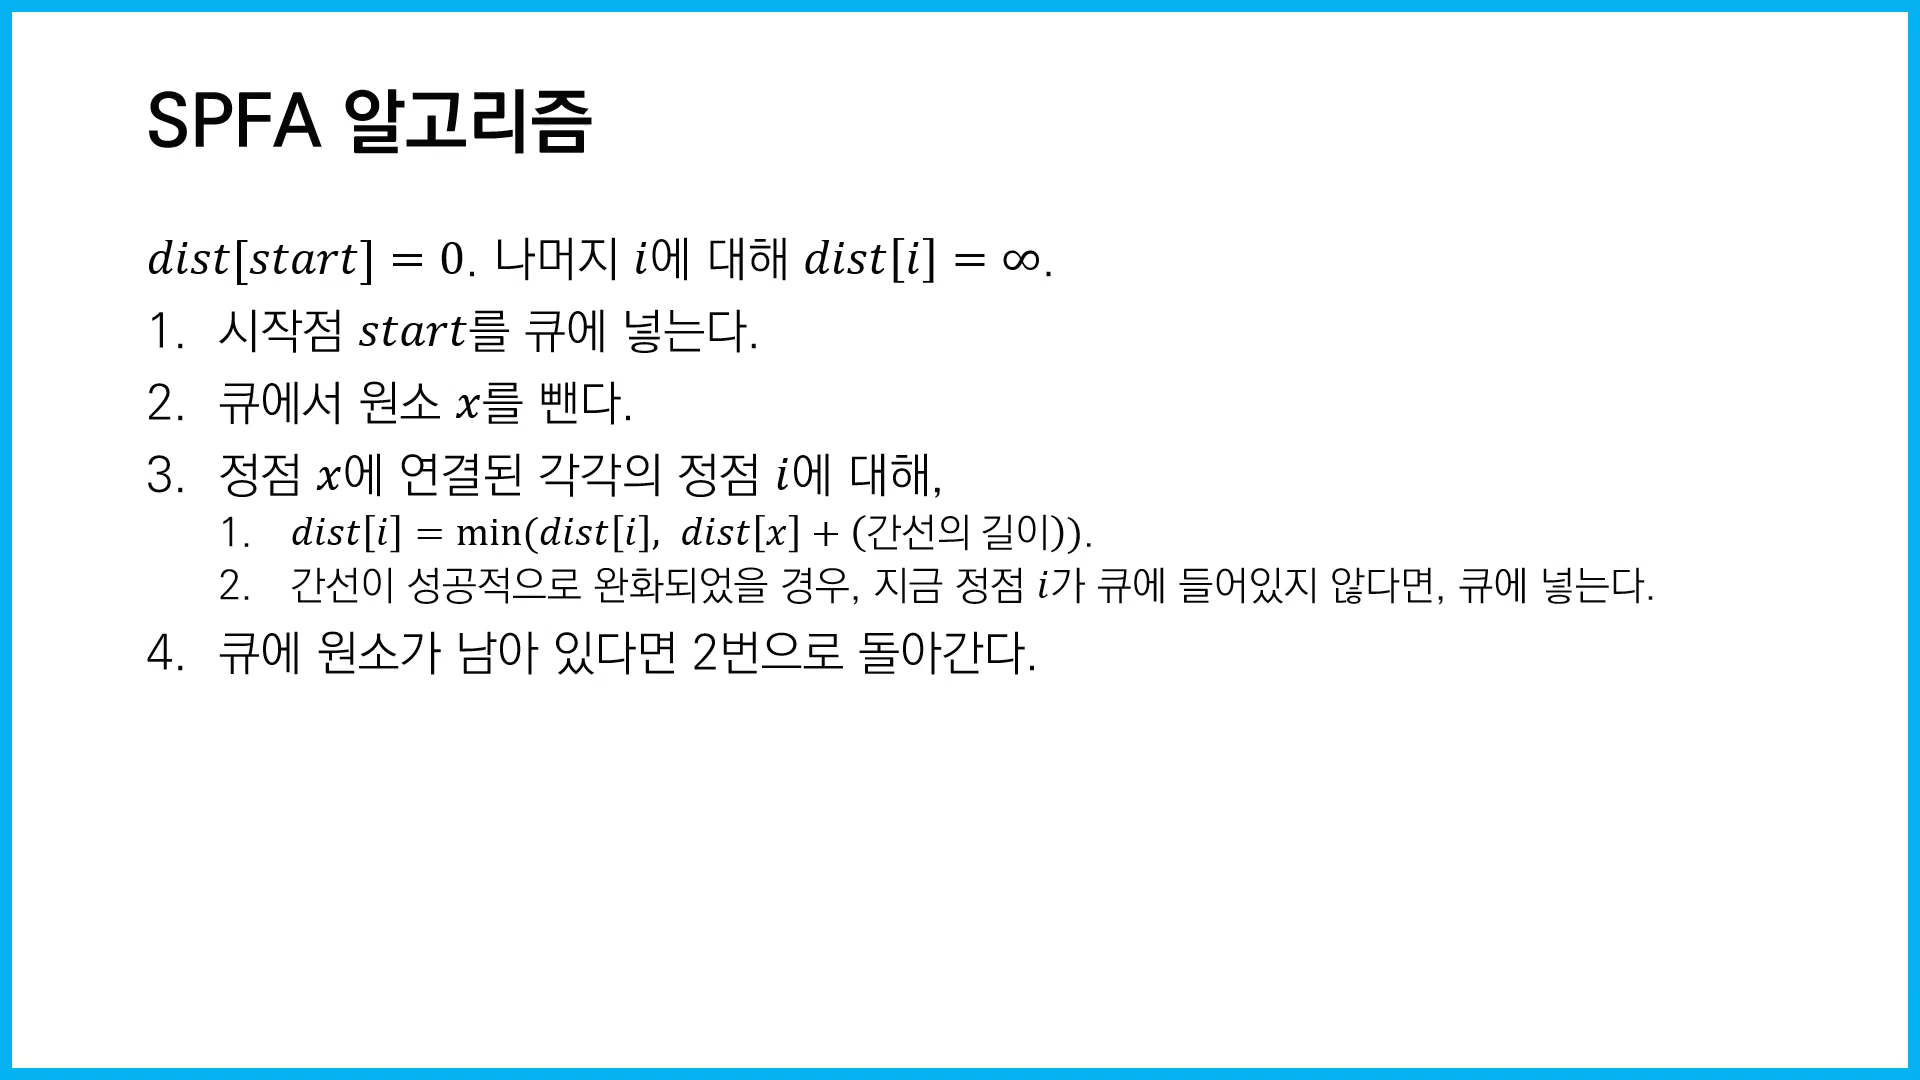 SPFA 알고리즘
dist[start] = 0. 나머지 i에 대해 dist[i] = ∞.
1. 시작점 start를 큐에 넣는다.
2. 큐에서 원소 x를 뺀다.
3. 정점 x에 연결된 각각의 정점 i에 대해,
1. dist[i] = min(dist[i], dist[x] + (간선의 길이)).
2. 간선이 성공적으로 완화되었을 경우, 지금 정점 i가 큐에 들어있지 않다면, 큐에 넣는다.
4. 큐에 원소가 남아 있다면 2번으로 돌아간다.